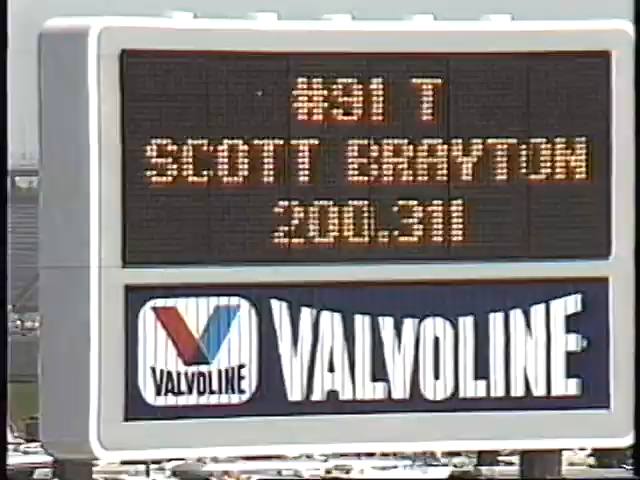 #91 T
SCOTT BRAYTON
200.311
VALVOLINE
VALVOLINE